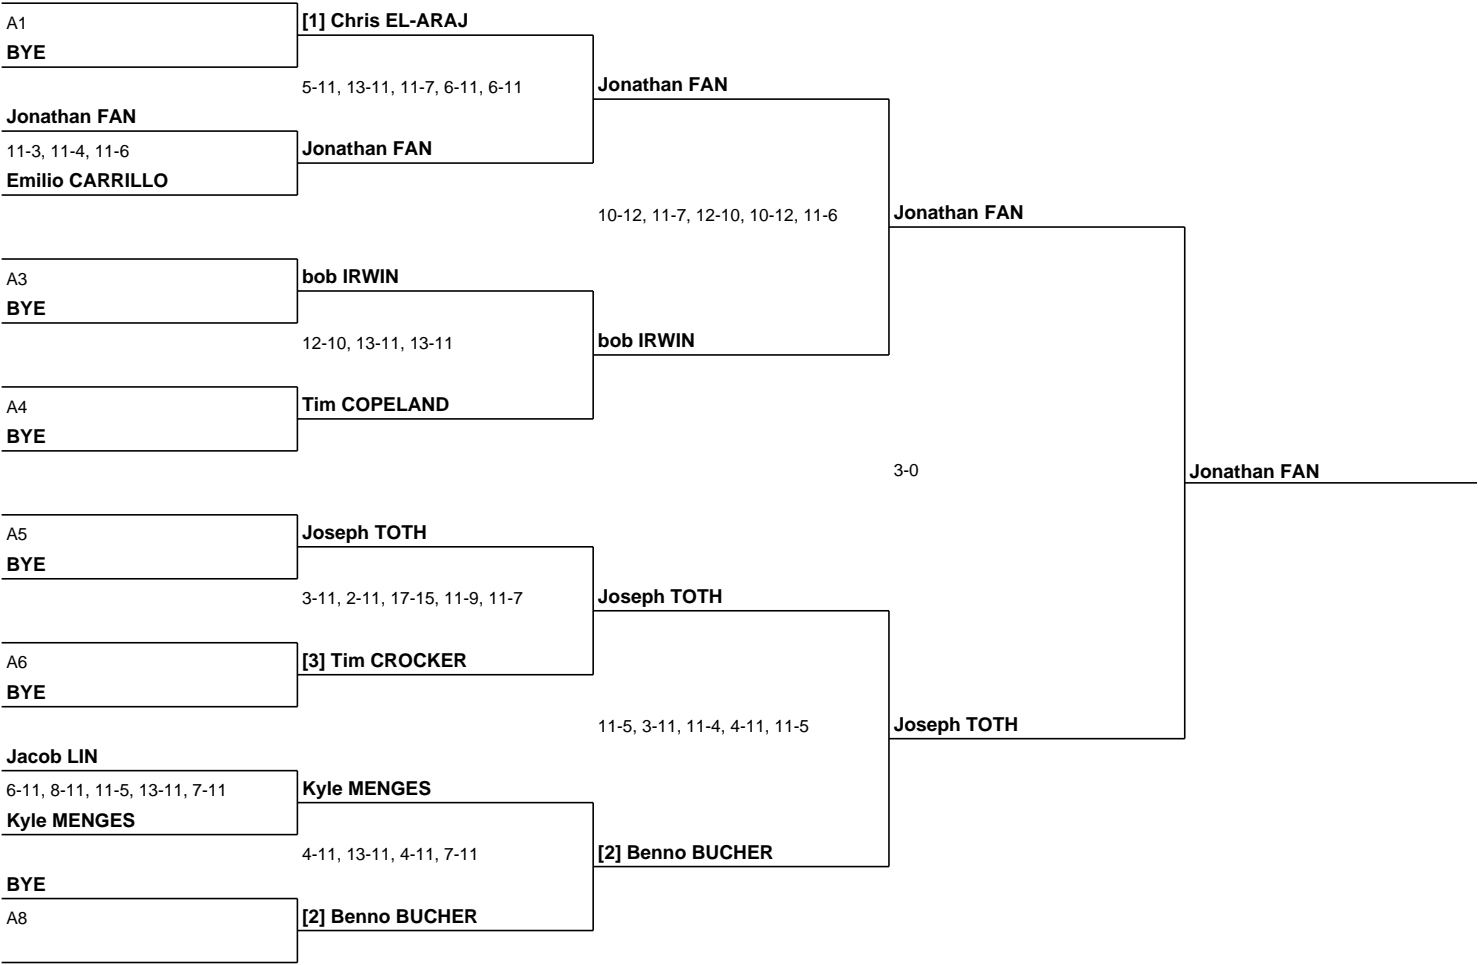 A1
BYE
[1] Chris EL-ARAJ
5-11, 13-11, 11-7, 6-11, 6-11
Jonathan FAN
Jonathan FAN
11-3, 11-4, 11-6
Emilio CARRILLO
Jonathan FAN
10-12, 11-7, 12-10, 10-12, 11-6
Jonathan FAN
A3
BYE
bob IRWIN
12-10, 13-11, 13-11
bob IRWIN
A4
BYE
Tim COPELAND
3-0
Jonathan FAN
A5
BYE
Joseph TOTH
3-11, 2-11, 17-15, 11-9, 11-7
Joseph TOTH
A6
BYE
[3] Tim CROCKER
11-5, 3-11, 11-4, 4-11, 11-5
Joseph TOTH
Jacob LIN
6-11, 8-11, 11-5, 13-11, 7-11
Kyle MENGES
Kyle MENGES
4-11, 13-11, 4-11, 7-11
[2] Benno BUCHER
BYE
A8
[2] Benno BUCHER